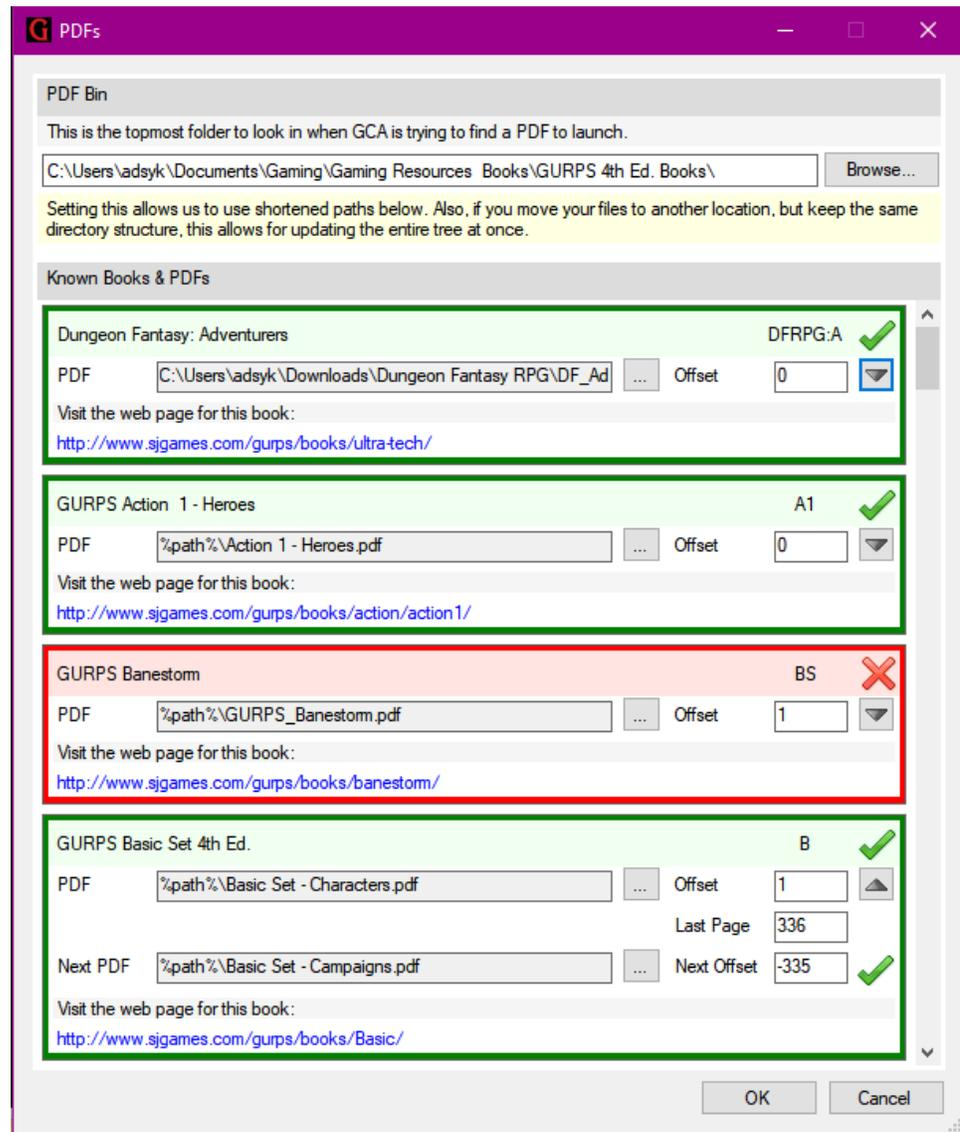 G PDFs
PDF Bin
This is the topmost folder to look in when GCA is trying to find a PDF to launch.
C:\Users\adsyk\Documents\Gaming\Gaming Resources  Books\GURPS 4th Ed. Books\ Browse...
Setting this allows us to use shortened paths below. Also, if you move your files to another location, but keep the same
directory structure, this allows for updating the entire tree at once.
Known Books & PDFs
Dungeon Fantasy: Adventurers DFRPG:A
PDF C:\Users\adsyk\Downloads\Dungeon Fantasy RPG\DF_Ad ... Offset 0
Visit the web page for this book:
http://www.sjgames.com/gurps/books/ultra-tech/
GURPS Action  1 - Heroes A1
PDF %path%\Action 1 - Heroes.pdf ... Offset 0
Visit the web page for this book:
http://www.sjgames.com/gurps/books/action/action1/
GURPS Banestorm BS
PDF %path%\GURPS_Banestorm.pdf ... Offset 1
Visit the web page for this book:
http://www.sjgames.com/gurps/books/banestorm/
GURPS Basic Set 4th Ed. B
PDF %path%\Basic Set - Characters.pdf ... Offset 1
Last Page 336
Next PDF %path%\Basic Set - Campaigns.pdf ... Next Offset -335
Visit the web page for this book:
http://www.sjgames.com/gurps/books/Basic/
OK Cancel